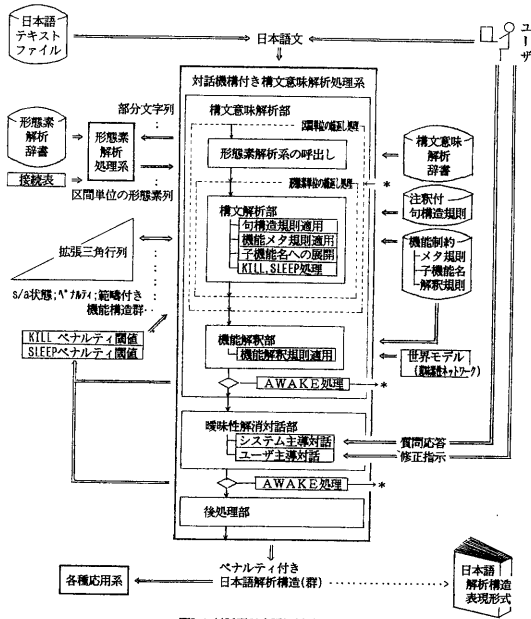 日本語
テキスト
ファイル
日本語文
ユーザ
対話機構付き構文意味解析処理系
構文意味解析部
部分文字列
形態素
解析
辞書
形態素
解析
処理系
形態素解析系の呼出し
構文意味
解析
辞書
接続表
区間単位の形態素列
*
注釈付
句構造規則
構文解析部
句構造規則適用
機能メタ規則適用
子機能名への展開
KILL,SLEEP処理
機能制約
メタ規則
子機能名
解釈規則
拡張三角行列
s/a状態;ペナルティ;範疇付き
機能構造群
KILL ペナルティ閾値
SLEEPペナルティ閾値
機能解釈部
機能解釈規則適用
世界モデル
AWAKE処理
*
曖昧性解消対話部
システム主導対話
ユーザ主導対話
質問応答
修正指示
AWAKE処理
*
後処理部
ペナルティ付き
日本語解析構造(群)
各種応用系
日本語
解析構造
表現形式